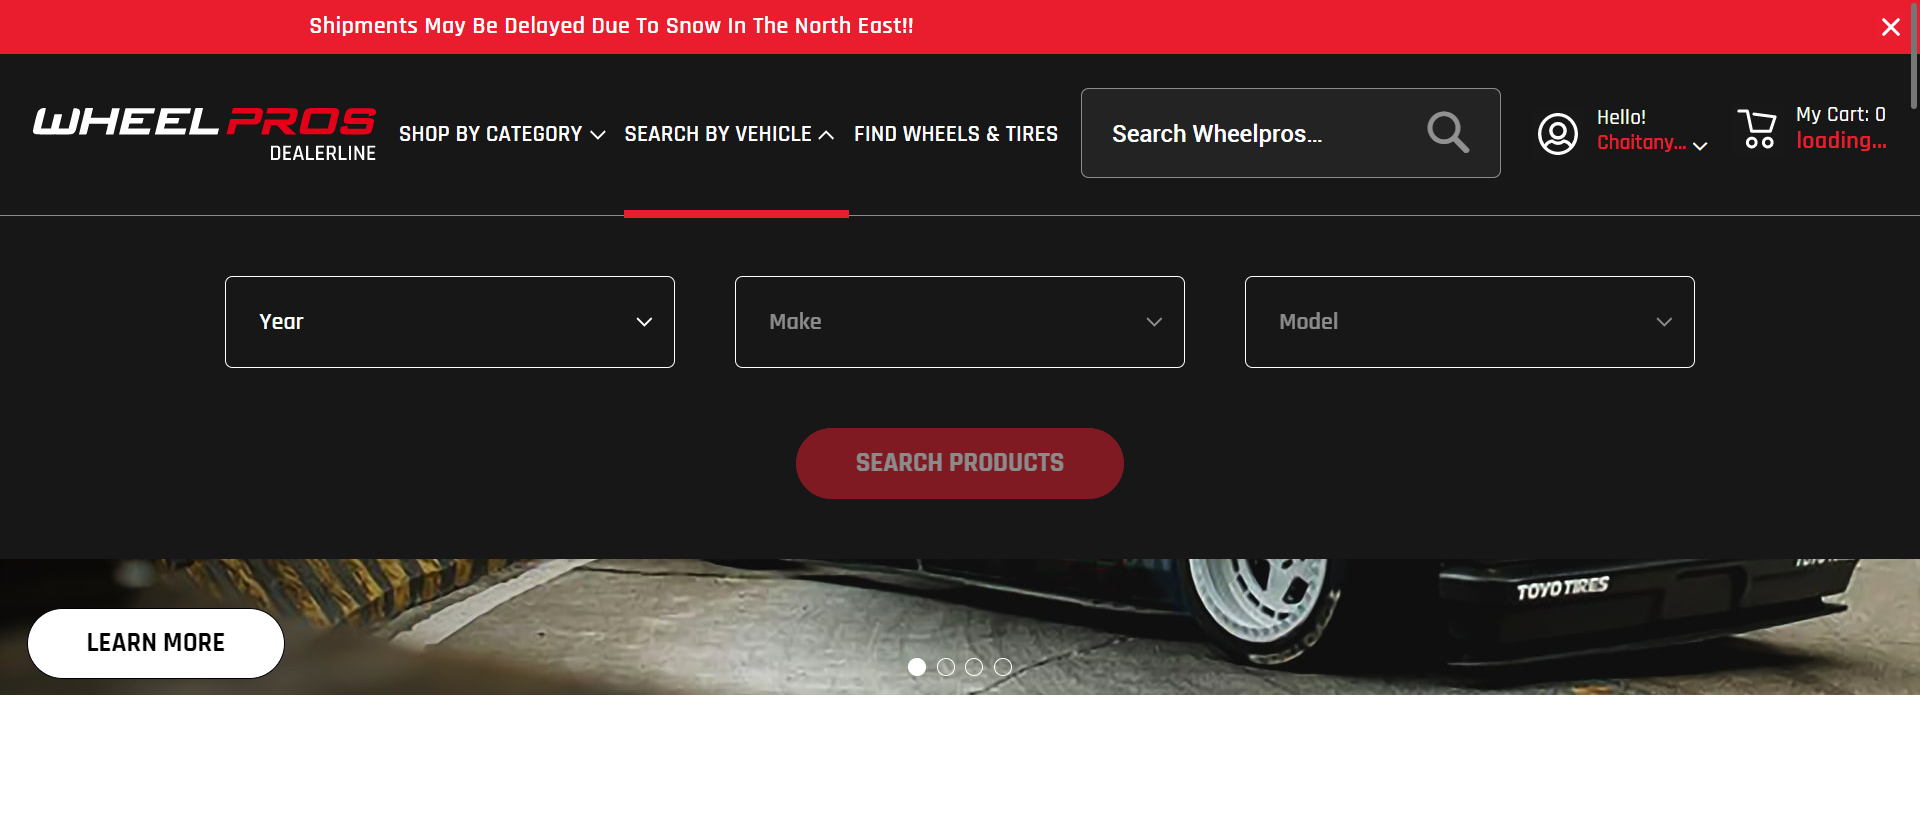 Shipments May Be Delayed Due To Snow In The North East!!
WHEEL PROS
DEALERLINE
SHOP BY CATEGORY
SEARCH BY VEHICLE
FIND WHEELS & TIRES
Search Wheelpros...
Hello!
Chaitany...
My Cart: 0
loading...
Year
Make
Model
SEARCH PRODUCTS
TOYO TIRES
LEARN MORE